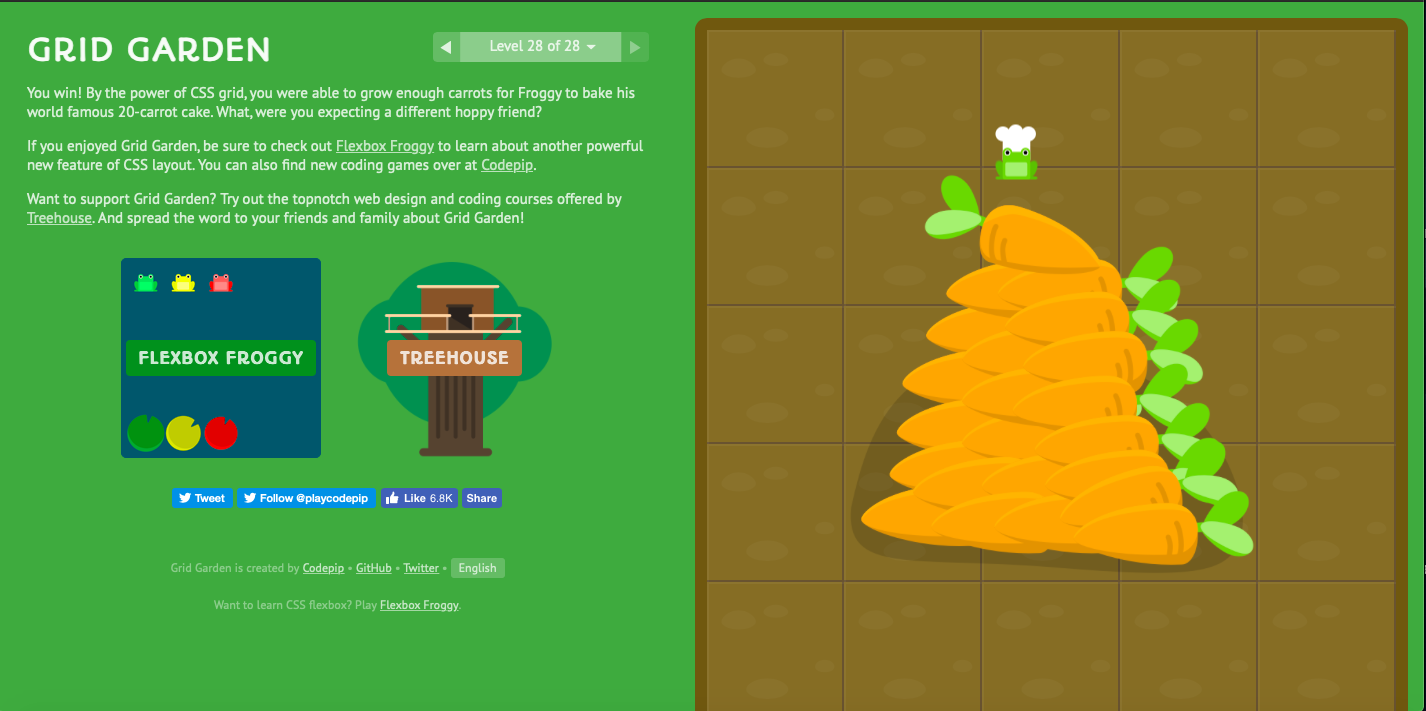 GRID GARDEN
Level 28 of 28
You win! By the power of CSS grid, you were able to grow enough carrots for Froggy to bake his
world famous 20-carrot cake. What, were you expecting a different hoppy friend?
If you enjoyed Grid Garden, be sure to check out Flexbox Froggy to learn about another powerful
new feature of CSS layout. You can also find new coding games over at Codepip.
Want to support Grid Garden? Try out the topnotch web design and coding courses offered by
Treehouse. And spread the word to your friends and family about Grid Garden!
FLEXBOX FROGGY
TREEHOUSE
Tweet
Follow @playcodepip
Like 6.8K
Share
Grid Garden is created by Codepip • GitHub • Twitter • English
Want to learn CSS flexbox? Play Flexbox Froggy.